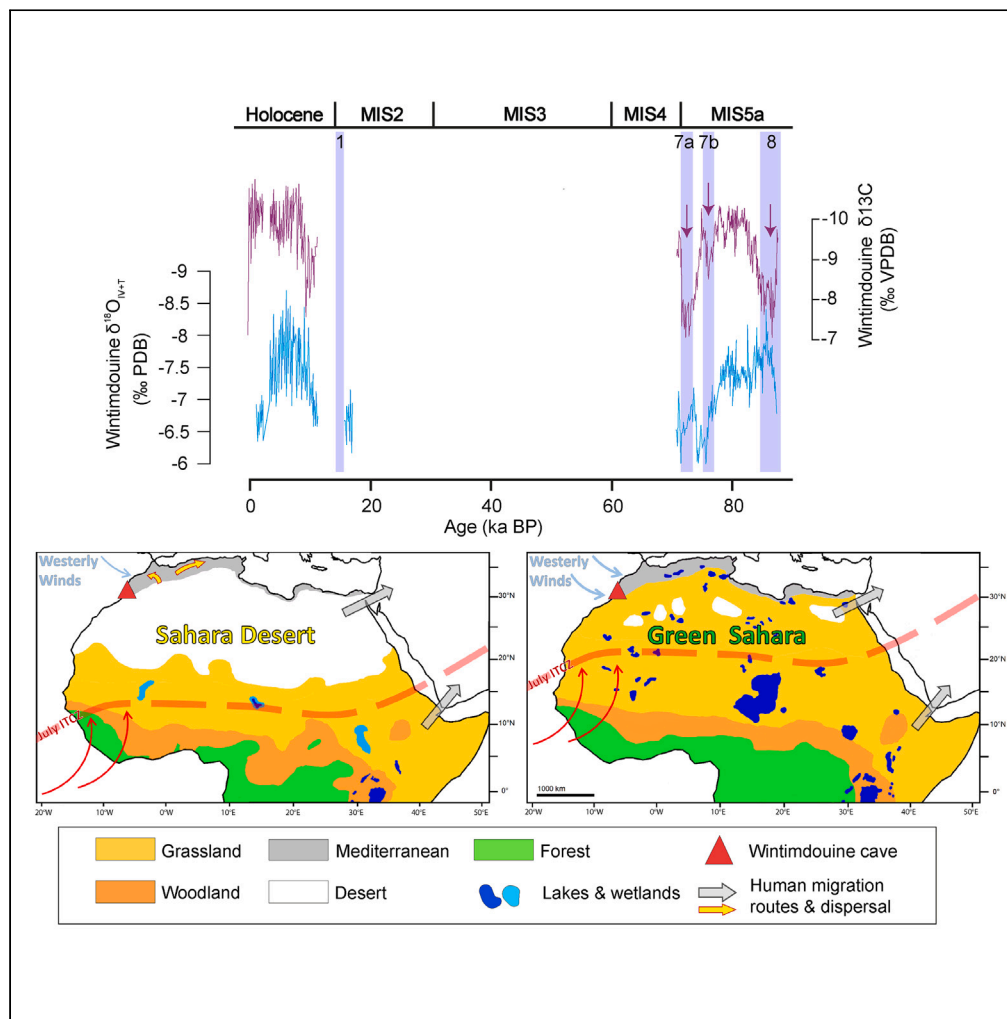 Holocene MIS2 MIS3 MIS4 MIS5a
1 7a 7b 8
-10
-9
-8
-7
Wintimdouine δ13C
(‰ VPDB)
-9
-8.5
-8
-7.5
-7
-6.5
-6
Wintimdouine δ18O IV+T
(‰ PDB)
0 20 40 60 80
Age (ka BP)
Westerly
Winds
Sahara Desert
July ITCZ
30°N
20°N
10°N
0°
20°W 10°W 0°W 10°E 20°E 30°E 40°E 50°E
Westerly
Winds
Green Sahara
July ITCZ
1000 km
30°N
20°N
10°N
0°
20°W 10°W 0°W 10°E 20°E 30°E 40°E 50°E
Grassland Mediterranean Forest Wintimdouine cave
Woodland Desert Lakes & wetlands Human migration
routes & dispersal